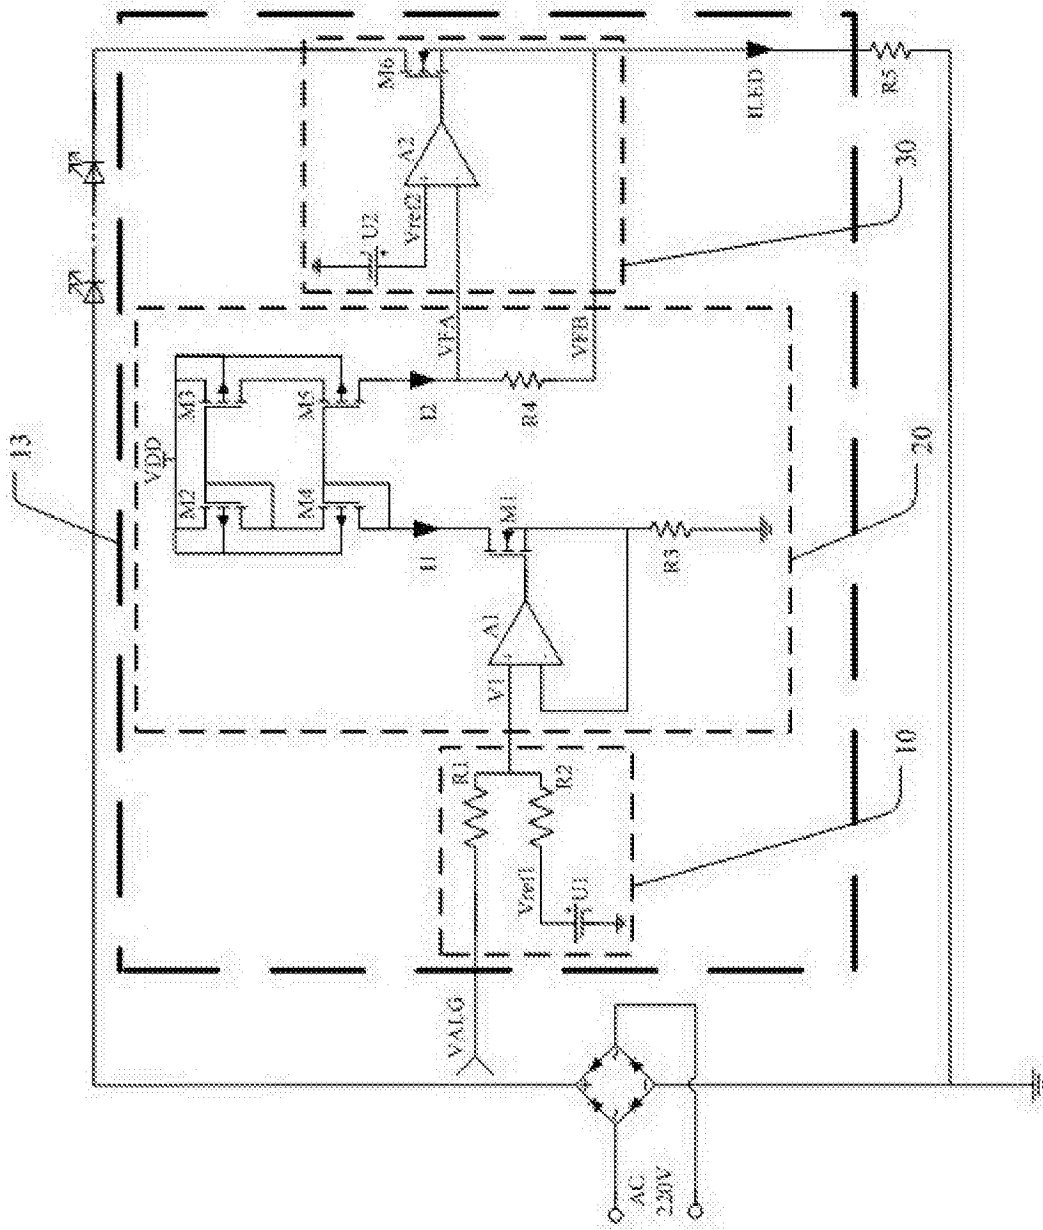 13
VDD
M2
M3
M4
M5
I1
I2
M1
A1
V1
R3
R4
VFA
VFB
U2
Vref2
A2
M6
ILED
R5
30
20
10
R1
R2
Vref1
U1
VALG
AC
220V